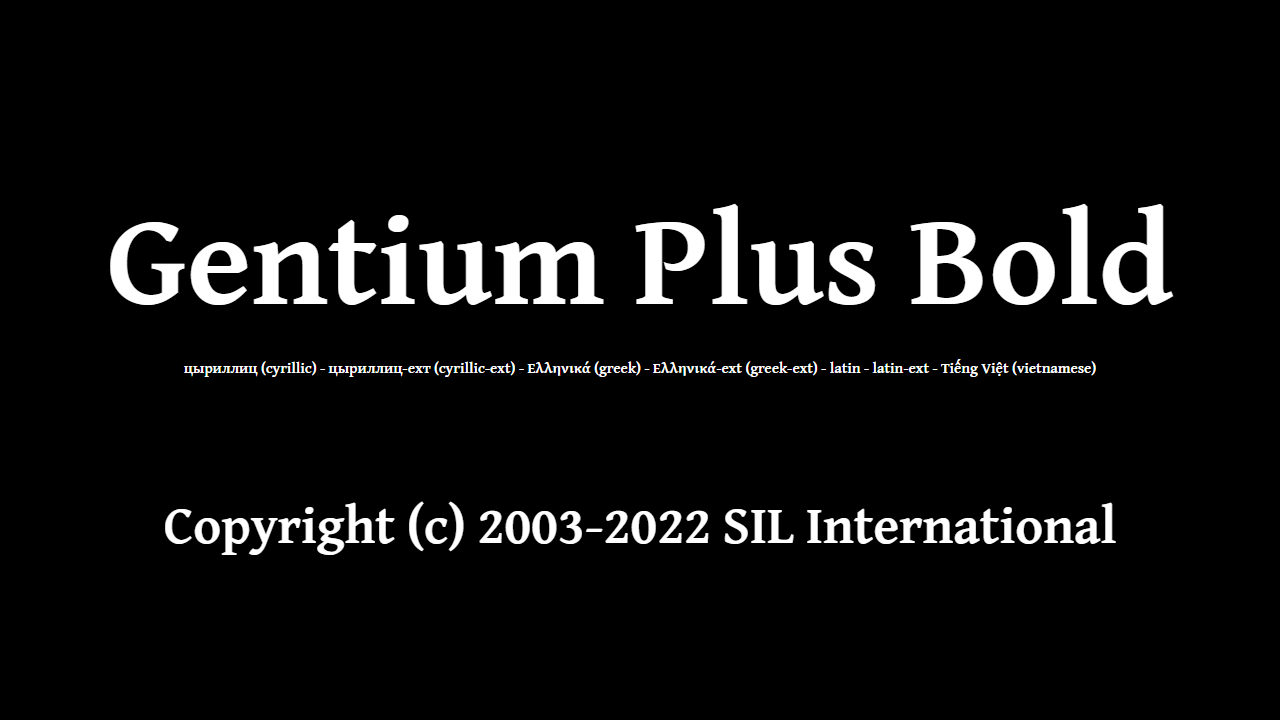 Gentium Plus Bold
цыриллиц (cyrillic) - цыриллиц-ехт (cyrillic-ext) - Ελληνικά (greek) - Ελληνικά-ext (greek-ext) - latin - latin-ext - Tiếng Việt (vietnamese)
Copyright (c) 2003-2022 SIL International